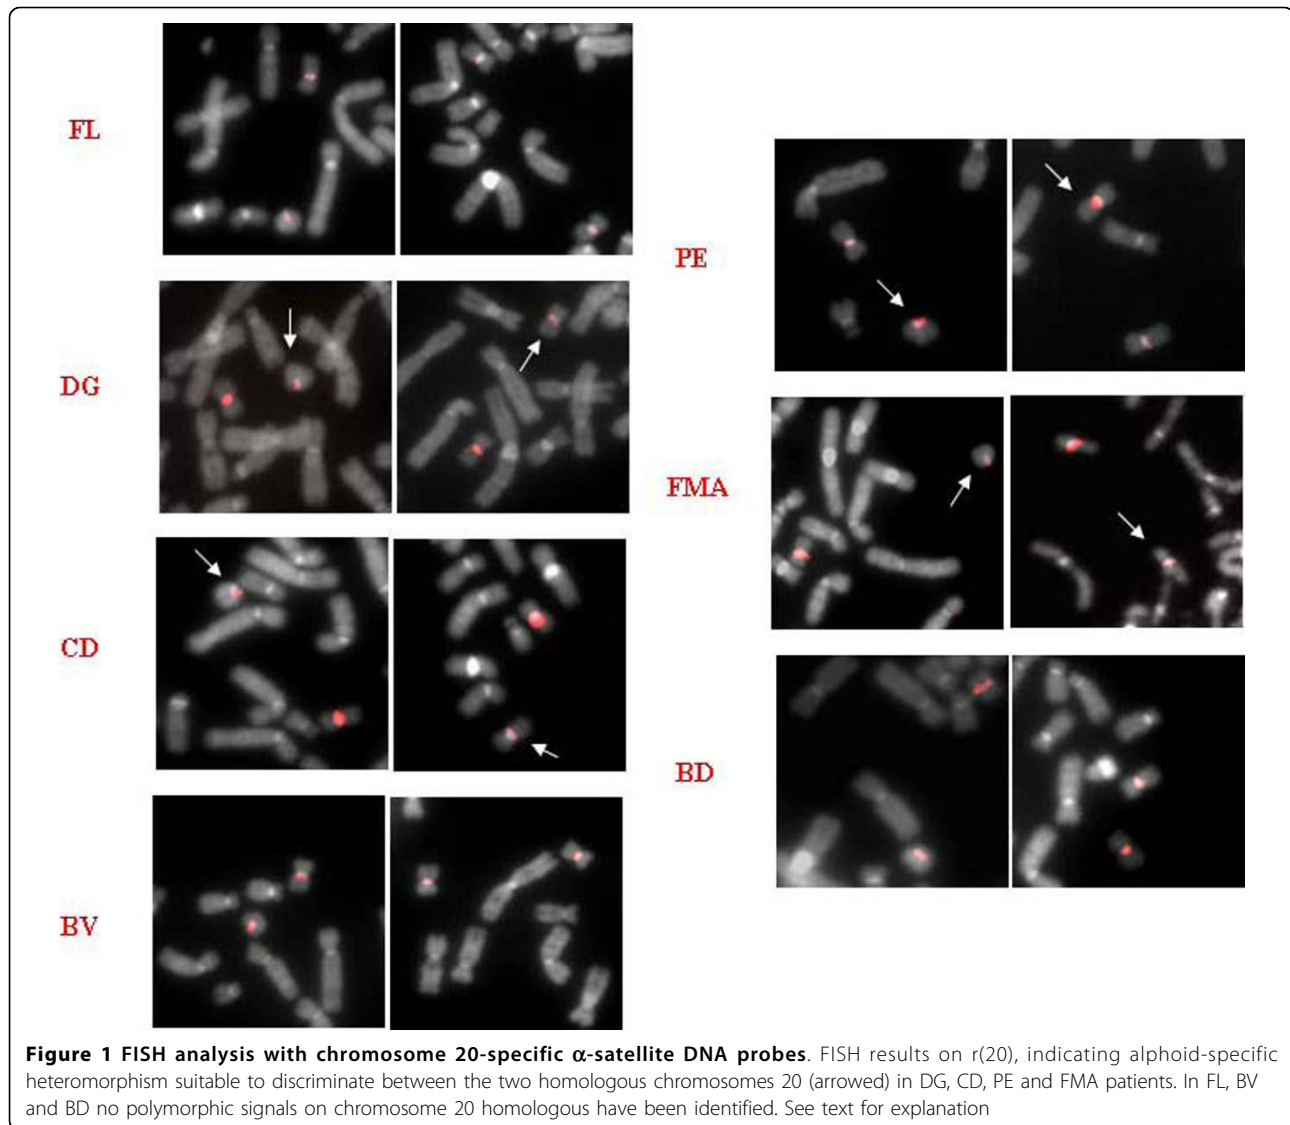 FL
DG
CD
BV
PE
FMA
BD
Figure 1 FISH analysis with chromosome 20-specific α-satellite DNA probes. FISH results on r(20), indicating alphoid-specific
heteromorphism suitable to discriminate between the two homologous chromosomes 20 (arrowed) in DG, CD, PE and FMA patients. In FL, BV
and BD no polymorphic signals on chromosome 20 homologous have been identified. See text for explanation